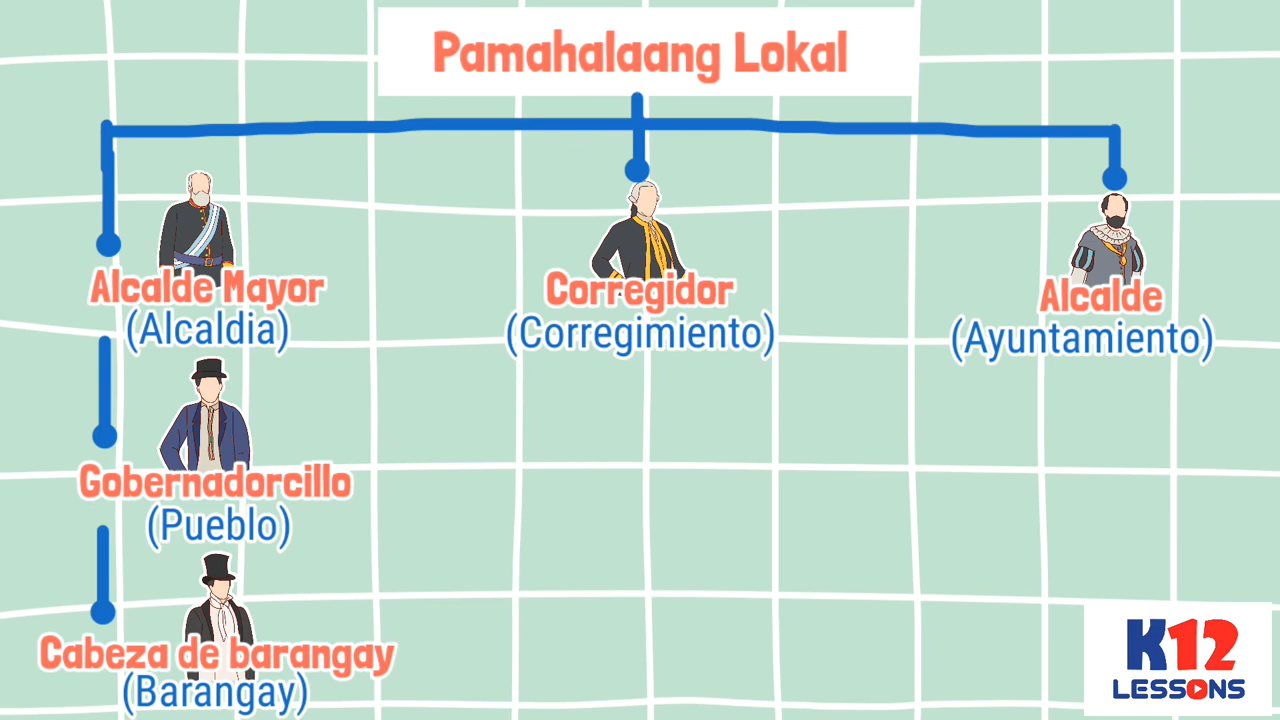 Pamahalaang Lokal
Alcalde Mayor
(Alcaldia)
Gobernadorcillo
(Pueblo)
Cabeza de barangay
(Barangay)
Corregidor
(Corregimiento)
Alcalde
(Ayuntamiento)
K12
LESSONS